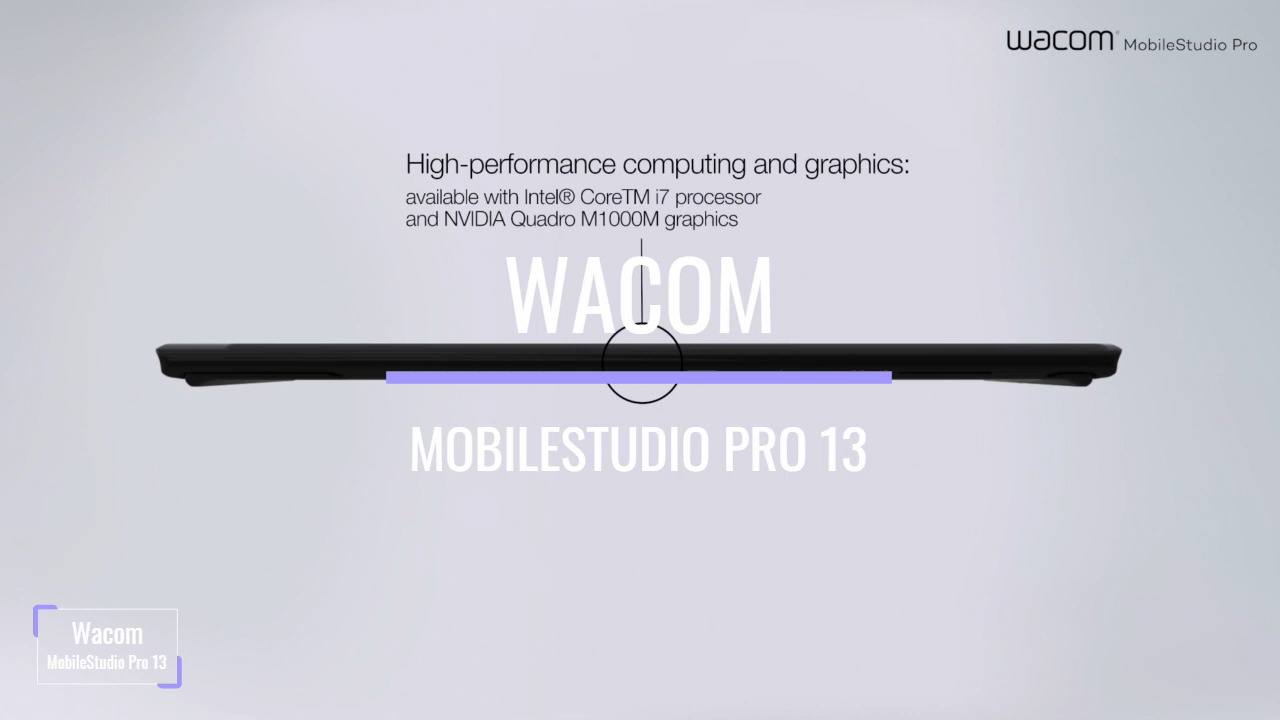 wacom MobileStudio Pro
High-performance computing and graphics:
available with Intel® CoreTM i7 processor
and NVIDIA Quadro M1000M graphics
WACOM
MOBILESTUDIO PRO 13
Wacom
MobileStudio Pro 13